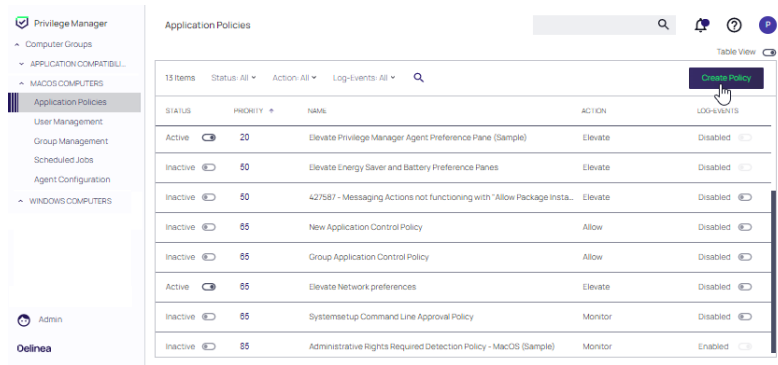 Privilege Manager
Application Policies
P
Computer Groups
Table View
APPLICATION COMPATIBILI...
MACOS COMPUTERS
Application Policies
User Management
Group Management
Scheduled Jobs
Agent Configuration
WINDOWS COMPUTERS
Admin
Delinea
13 Items Status: All Action: All Log-Events: All Create Policy
STATUS PRIORITY NAME ACTION LOG-EVENTS
Active 20 Elevate Privilege Manager Agent Preference Pane (Sample) Elevate Disabled
Inactive 50 Elevate Energy Saver and Battery Preference Panes Elevate Disabled
Inactive 50 427587 - Messaging Actions not functioning with "Allow Package Insta... Elevate Disabled
Inactive 65 New Application Control Policy Allow Disabled
Inactive 65 Group Application Control Policy Allow Disabled
Active 65 Elevate Network preferences Elevate Disabled
Inactive 65 Systemsetup Command Line Approval Policy Monitor Disabled
Inactive 85 Administrative Rights Required Detection Policy - MacOS (Sample) Monitor Enabled